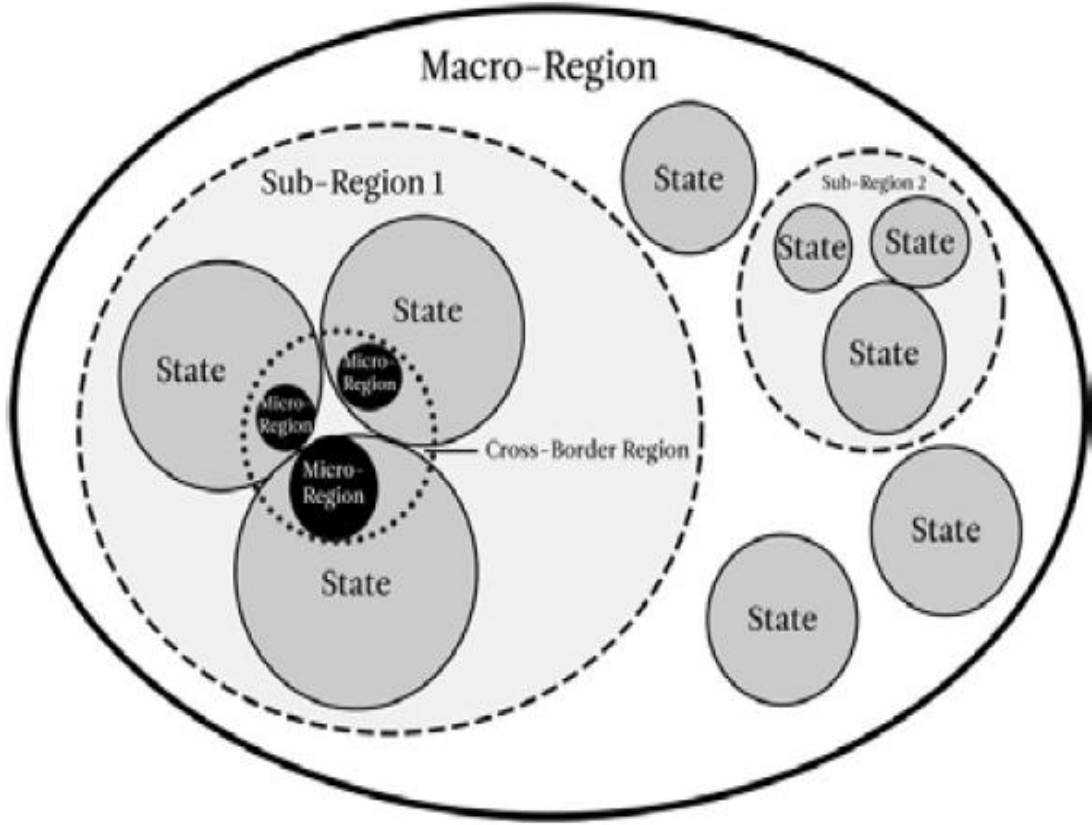 Macro-Region
Sub-Region 1
State
Sub-Region 2
State
State
State
State
State
Micro-
Region
Micro-
Region
Cross-Border Region
Micro-
Region
State
State
State